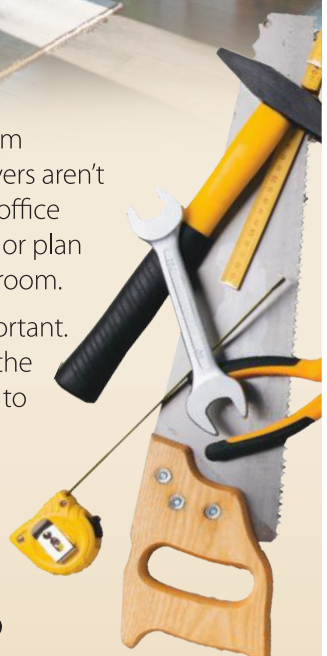 m
vers aren't
office
or plan
room.
ortant.
the
to